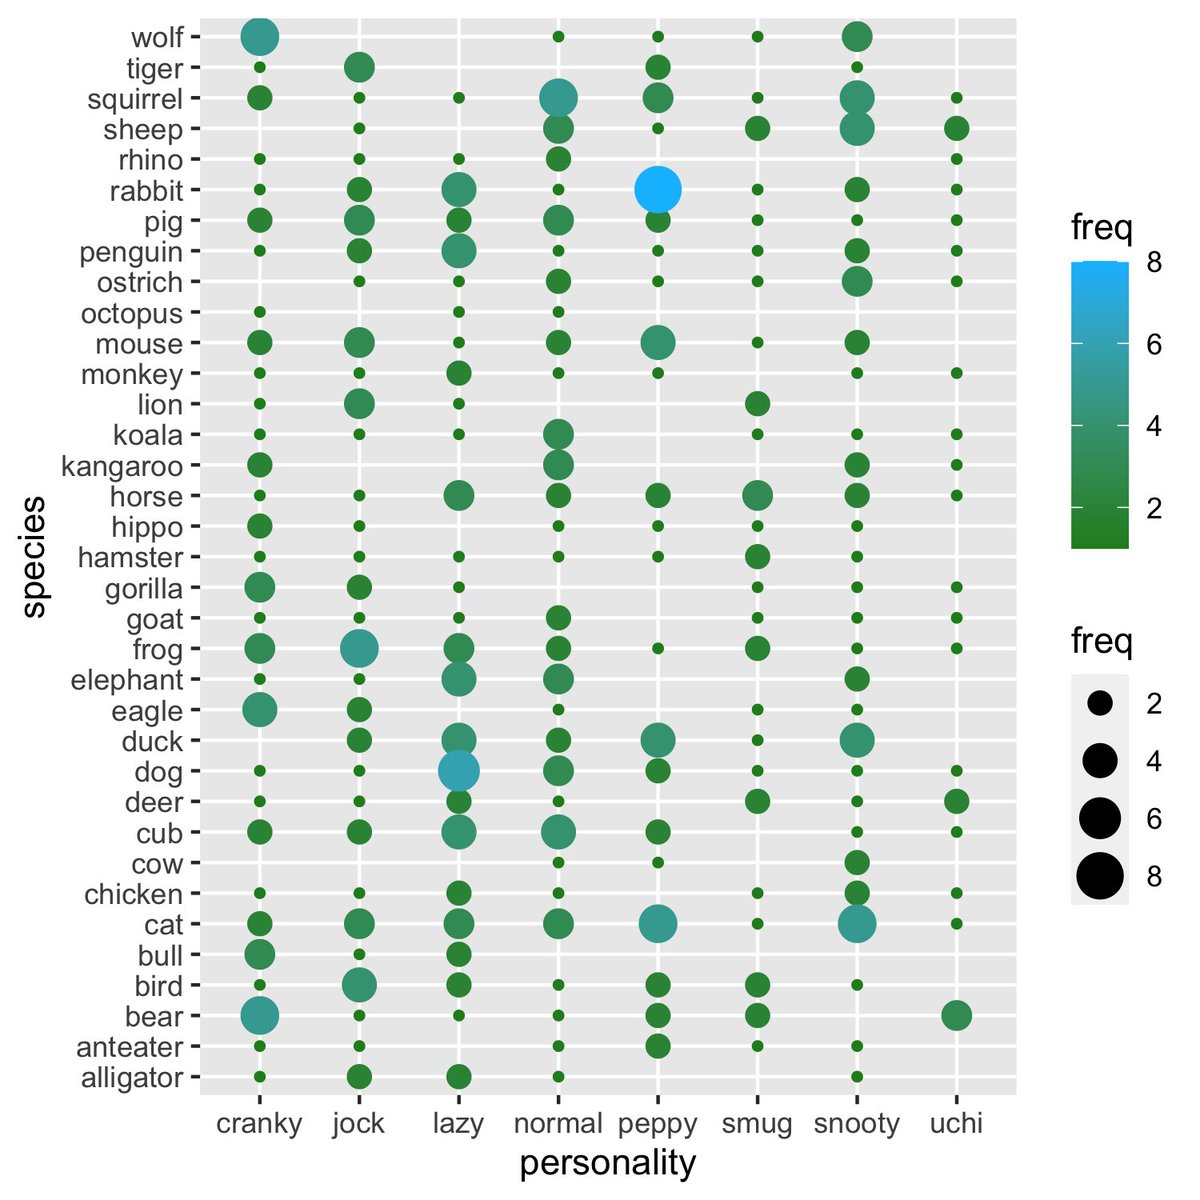 wolf
tiger
squirrel
sheep
rhino
rabbit
pig
penguin
ostrich
octopus
mouse
monkey
lion
koala
kangaroo
horse
hippo
hamster
gorilla
goat
frog
elephant
eagle
duck
dog
deer
cub
cow
chicken
cat
bull
bird
bear
anteater
alligator
species
cranky jock lazy normal peppy smug snooty uchi
personality
freq
8
6
4
2
freq
2
4
6
8